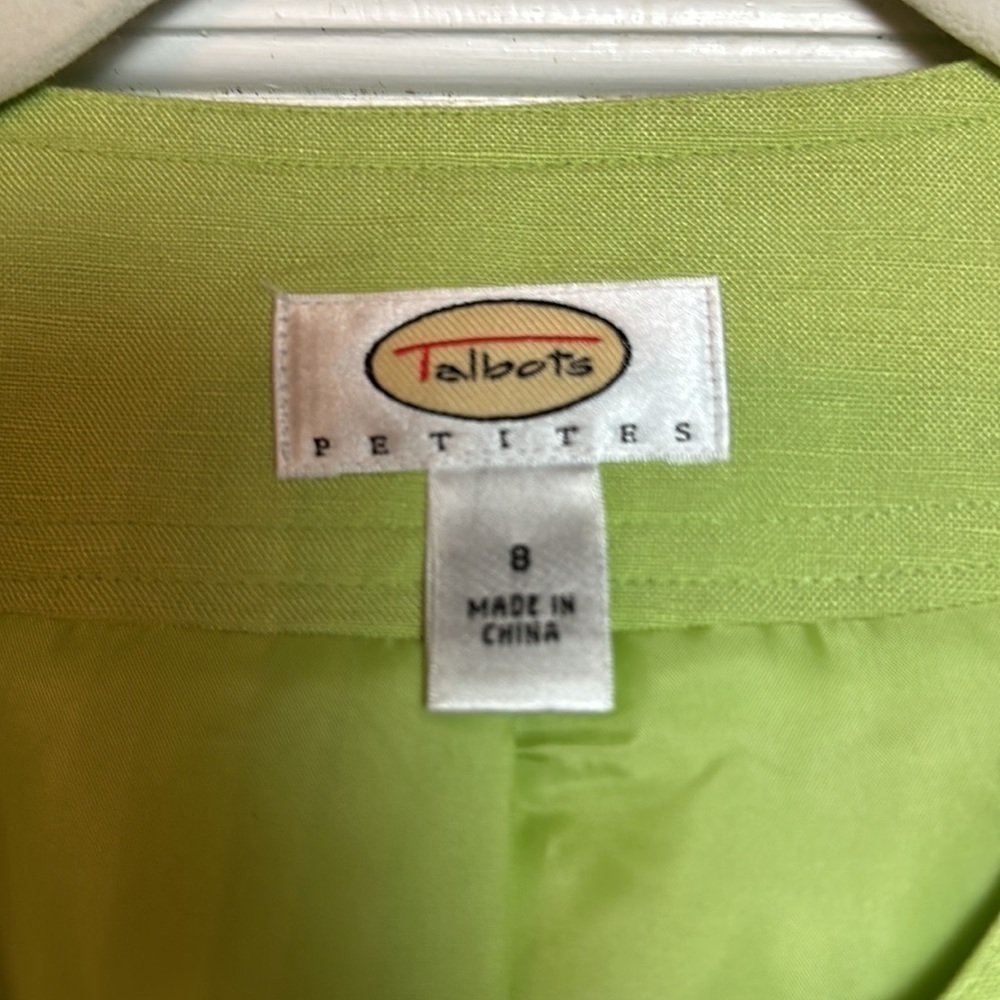 Talbots
PETITES
8
MADE IN
CHINA